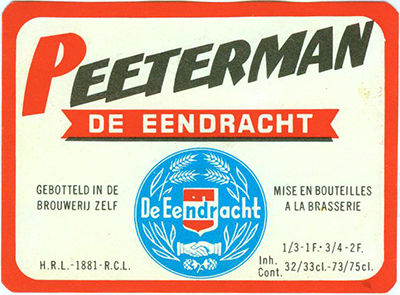 PEETERMAN
DE EENDRACHT
GEBOTTELD IN DE
BROUWERIJ ZELF
De Eendracht
MISE EN BOUTEILLES
A LA BRASSERIE
H.R.L.-1881-R.C.L.
1/3-1F.-3/4-2F.
Inh. 32/33cl.-73/75cl.
Cont.